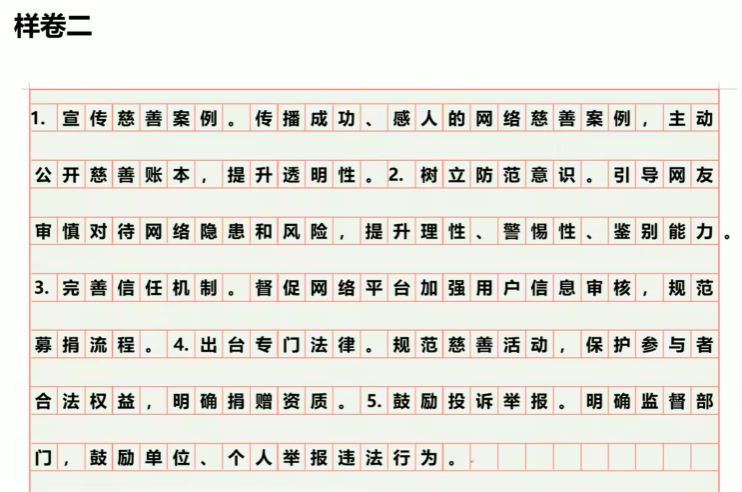 样卷二
1. 宣传慈善案例。传播成功、感人的网络慈善案例，主动
公开慈善账本，提升透明性。2. 树立防范意识。引导网友
审慎对待网络隐患和风险，提升理性、警惕性、鉴别能力。
3. 完善信任机制。督促网络平台加强用户信息审核，规范
募捐流程。4. 出台专门法律。规范慈善活动，保护参与者
合法权益，明确捐赠资质。5. 鼓励投诉举报。明确监督部
门，鼓励单位、个人举报违法行为。